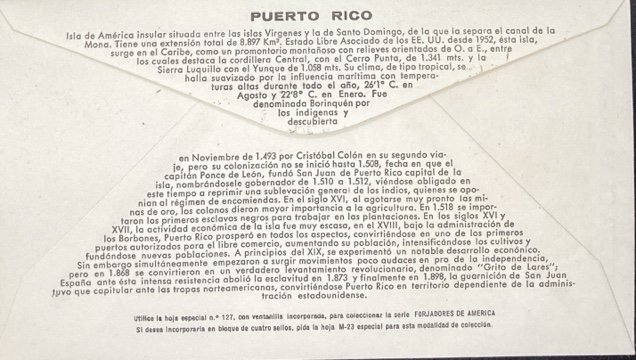 PUERTO RICO
Isla de América insular situada entre las islas Vírgenes y la de Santo Domingo, de la que la separa el canal de la
Mona. Tiene una extensión total de 8.897 Km². Estado Libre Asociado de los EE. UU. desde 1952, ésta isla,
surge en el Caribe, como un promontorio montañoso con relieves orientados de O. a E., entre
los cuales destaca la cordillera Central, con el Cerro Punta, de 1.341 mts. y la
Sierra Luquillo con el Yunque de 1.058 mts. Su clima, de tipo tropical, se
halla suavizado por la influencia marítima con tempera-
turas altas durante todo el año, 26'1° C. en
Agosto y 22'8° C. en Enero. Fue
denominada Borinquén por
los indígenas y
descubierta
en Noviembre de 1.493 por Cristóbal Colón en su segundo via-
je, pero su colonización no se inició hasta 1.508, fecha en que el
capitán Ponce de León, fundó San Juan de Puerto Rico capital de la
isla, nombrándosele gobernador de 1.510 a 1.512, viéndose obligado en
este tiempo a reprimir una sublevación general de los indios, quienes se opo-
nían al régimen de encomiendas. En el siglo XVI, al agotarse muy pronto las mi-
nas de oro, los colonos dieron mayor importancia a la agricultura. En 1.518 se impor-
taron los primeros esclavos negros para trabajar en las plantaciones. En los siglos XVI y
XVII, la actividad económica de la isla fue muy escasa, en el XVIII, bajo la administración de
los Borbones, Puerto Rico prosperó en todos los aspectos, convirtiéndose en uno de los primeros
puertos autorizados para el libre comercio, aumentando su población, intensificándose los cultivos y
fundándose nuevas poblaciones. A principios del XIX, se experimentó un notable desarrollo económico.
Sin embargo simultáneamente empezaron a surgir movimientos poco audaces en pro de la independencia,
pero en 1.868 se convirtieron en un verdadero levantamiento revolucionario, denominado "Grito de Lares";
España ante ésta intensa resistencia abolió la esclavitud en 1.873 y finalmente en 1.898, la guarnición de San Juan
tuvo que capitular ante las tropas norteamericanas, convirtiéndose Puerto Rico en territorio dependiente de la adminis-
tración estadounidense.
Utilice la hoja especial n.° 127, con ventanilla incorporada, para coleccionar la serie FORJADORES DE AMERICA
Si desea incorporarla en bloque de cuatro sellos, pida la hoja M-23 especial para esta modalidad de colección.